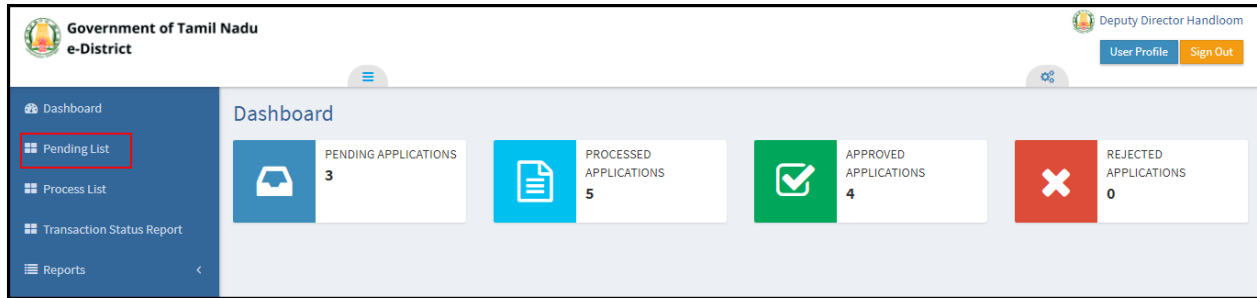 Government of Tamil Nadu
e-District
Deputy Director Handloom
User Profile
Sign Out
Dashboard
Pending List
Process List
Transaction Status Report
Reports
Dashboard
PENDING APPLICATIONS
3
PROCESSED
APPLICATIONS
5
APPROVED
APPLICATIONS
4
REJECTED
APPLICATIONS
0